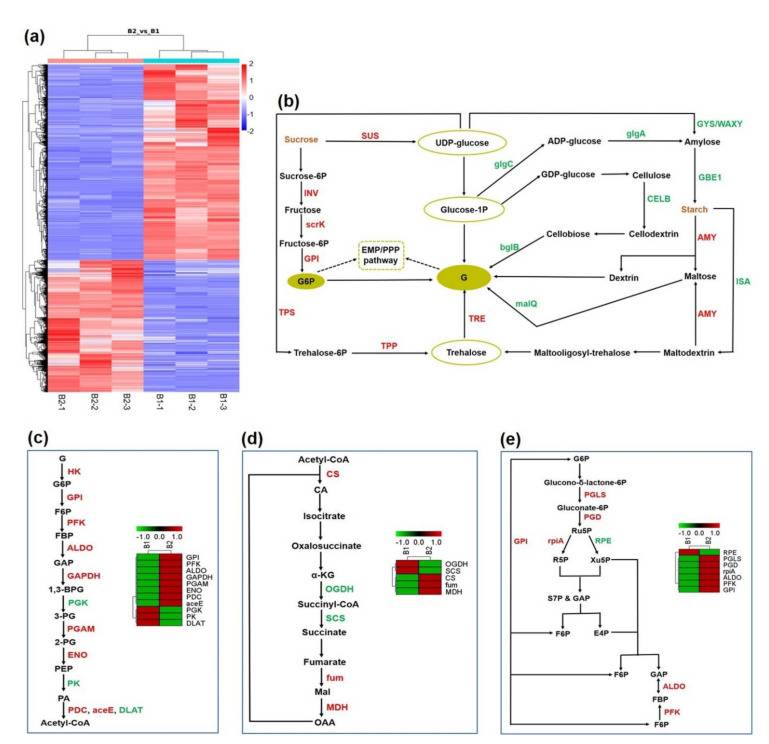 (a)
B2_vs_B1
2
1
0
-1
-2
B2-1
B2-2
B2-3
B1-1
B1-2
B1-3
(b)
Sucrose
SUS
UDP-glucose
ADP-glucose
glgA
GYS/WAXY
Amylose
Sucrose-6P
INV
Fructose
scrK
Fructose-6P
GPI
G6P
EMP/PPP
pathway
glgC
Glucose-1P
GDP-glucose
Cellulose
CELB
GBE1
Starch
bglB
Cellobiose
Cellodextrin
AMY
G
Dextrin
Maltose
ISA
malQ
TPS
TRE
AMY
Trehalose-6P
TPP
Trehalose
Maltooligosyl-trehalose
Maltodextrin
(c)
G
HK
G6P
GPI
F6P
PFK
FBP
ALDO
GAP
GAPDH
1,3-BPG
PGK
3-PG
PGAM
2-PG
ENO
PEP
PK
PA
PDC, aceE, DLAT
Acetyl-CoA
-1.0
0.0
1.0
B1
B2
GPI
PFK
ALDO
GAPDH
PGAM
ENO
PDC
aceE
PGK
PK
DLAT
(d)
Acetyl-CoA
CS
CA
Isocitrate
Oxalosuccinate
α-KG
OGDH
Succinyl-CoA
SCS
Succinate
Fumarate
fum
Mal
MDH
OAA
-1.0
0.0
1.0
B1
B2
OGDH
SCS
CS
fum
MDH
(e)
G6P
Glucono-δ-lactone-6P
PGLS
Gluconate-6P
PGD
Ru5P
GPI
rpiA
RPE
R5P
Xu5P
S7P & GAP
F6P
E4P
F6P
GAP
ALDO
FBP
PFK
F6P
-1.0
0.0
1.0
B1
B2
RPE
PGLS
PGD
rpiA
ALDO
PFK
GPI